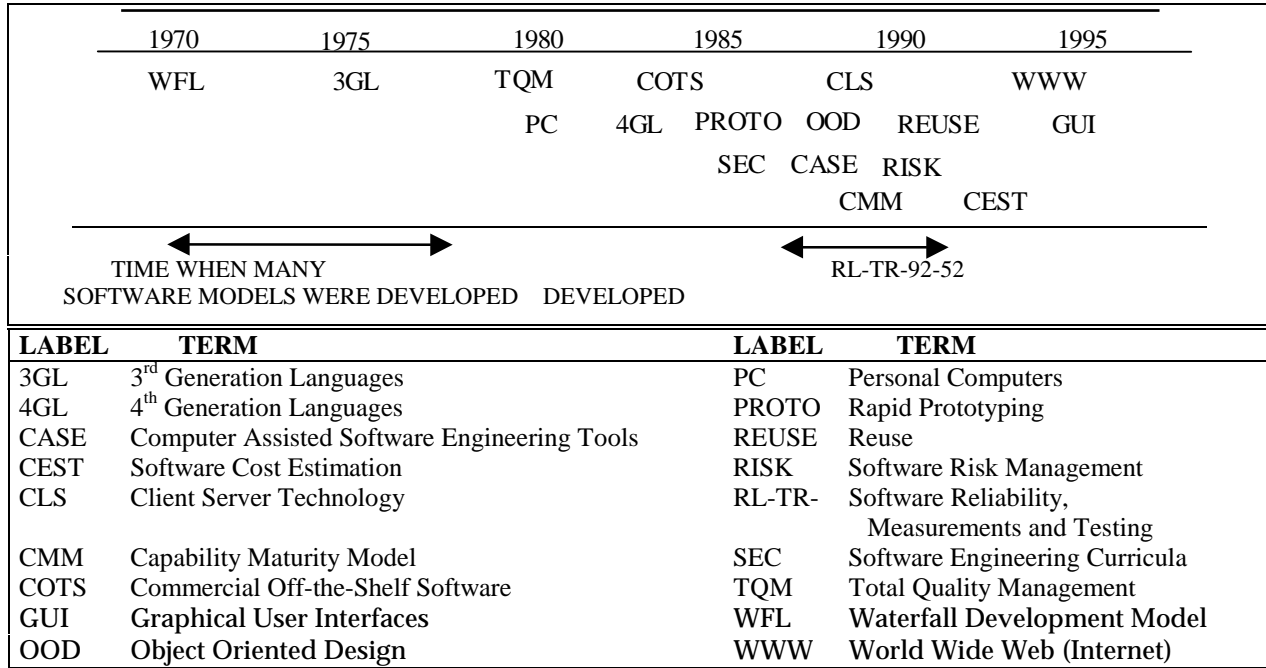 1970 1975 1980 1985 1990 1995
WFL 3GL TQM COTS CLS WWW
PC 4GL PROTO OOD REUSE GUI
SEC CASE RISK
CMM CEST
TIME WHEN MANY RL-TR-92-52
SOFTWARE MODELS WERE DEVELOPED DEVELOPED
LABEL TERM LABEL TERM
3GL 3rd Generation Languages PC Personal Computers
4GL 4th Generation Languages PROTO Rapid Prototyping
CASE Computer Assisted Software Engineering Tools REUSE Reuse
CEST Software Cost Estimation RISK Software Risk Management
CLS Client Server Technology RL-TR- Software Reliability,
Measurements and Testing
CMM Capability Maturity Model SEC Software Engineering Curricula
COTS Commercial Off-the-Shelf Software TQM Total Quality Management
GUI Graphical User Interfaces WFL Waterfall Development Model
OOD Object Oriented Design WWW World Wide Web (Internet)